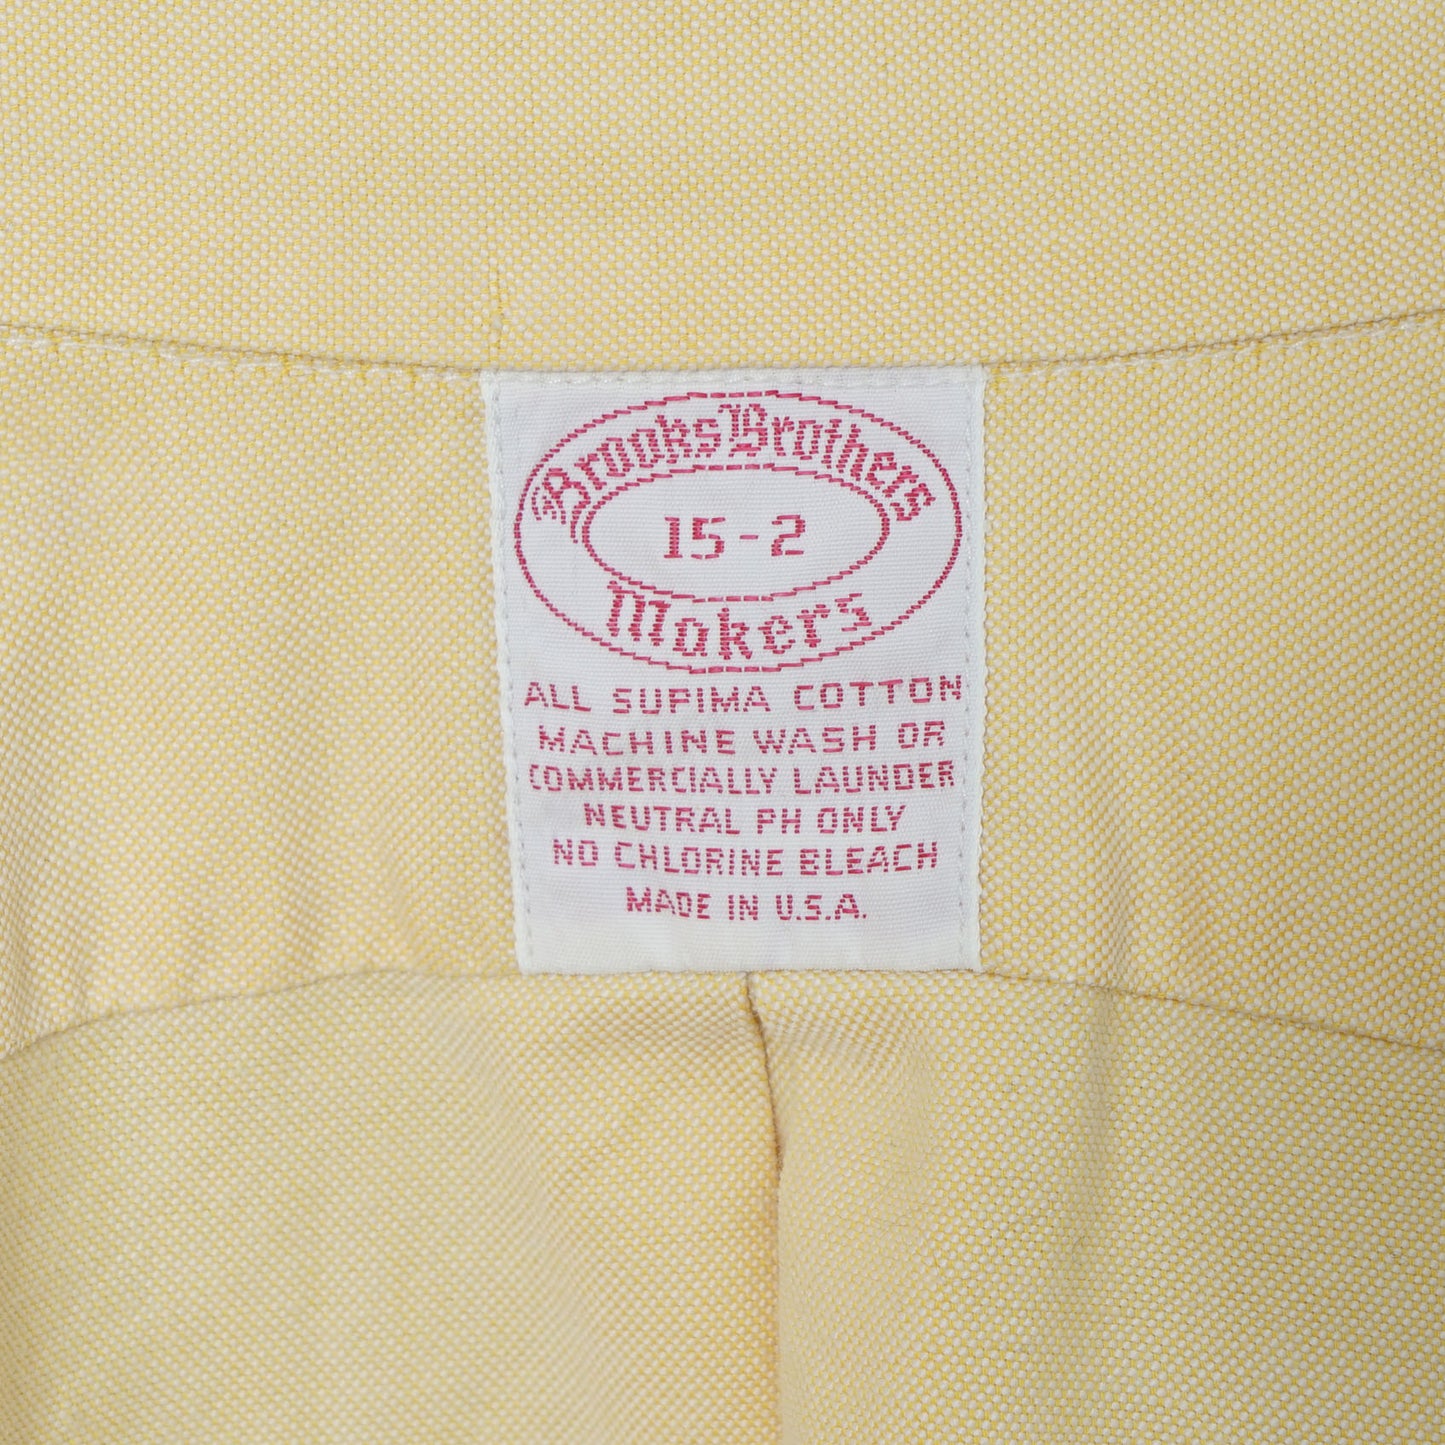 Brooks Brothers
15-2
Makers
ALL SUPIMA COTTON
MACHINE WASH OR
COMMERCIALLY LAUNDER
NEUTRAL PH ONLY
NO CHLORINE BLEACH
MADE IN U.S.A.